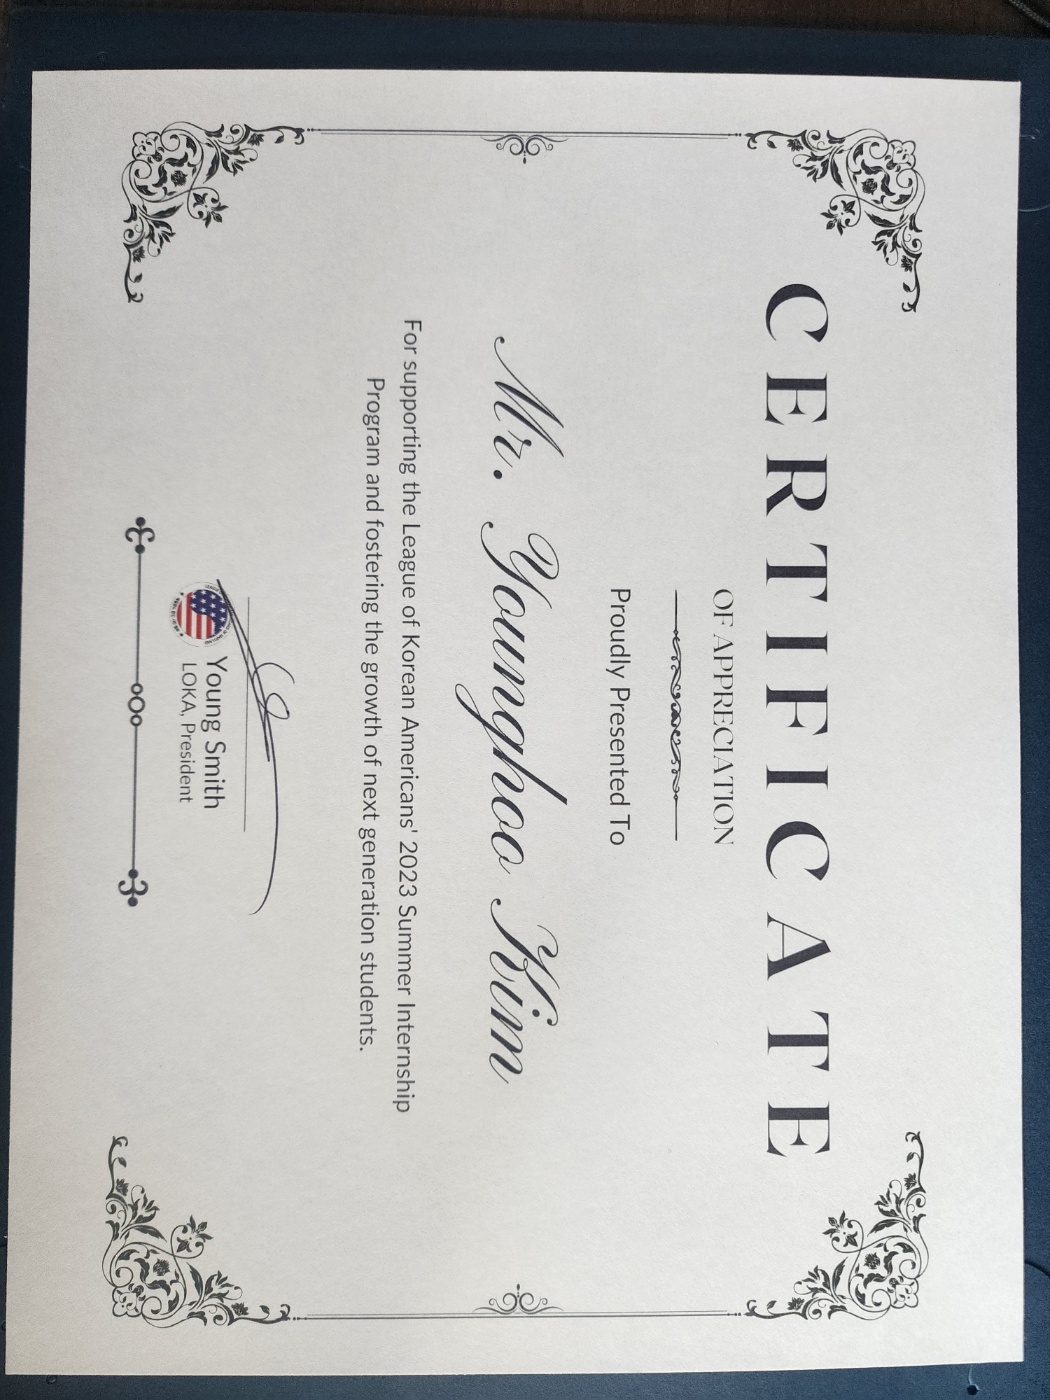 CERTIFICATE
OF APPRECIATION
Proudly Presented To
Mr. Younghoo Kim
For supporting the League of Korean Americans' 2023 Summer Internship
Program and fostering the growth of next generation students.
Young Smith
LOKA, President